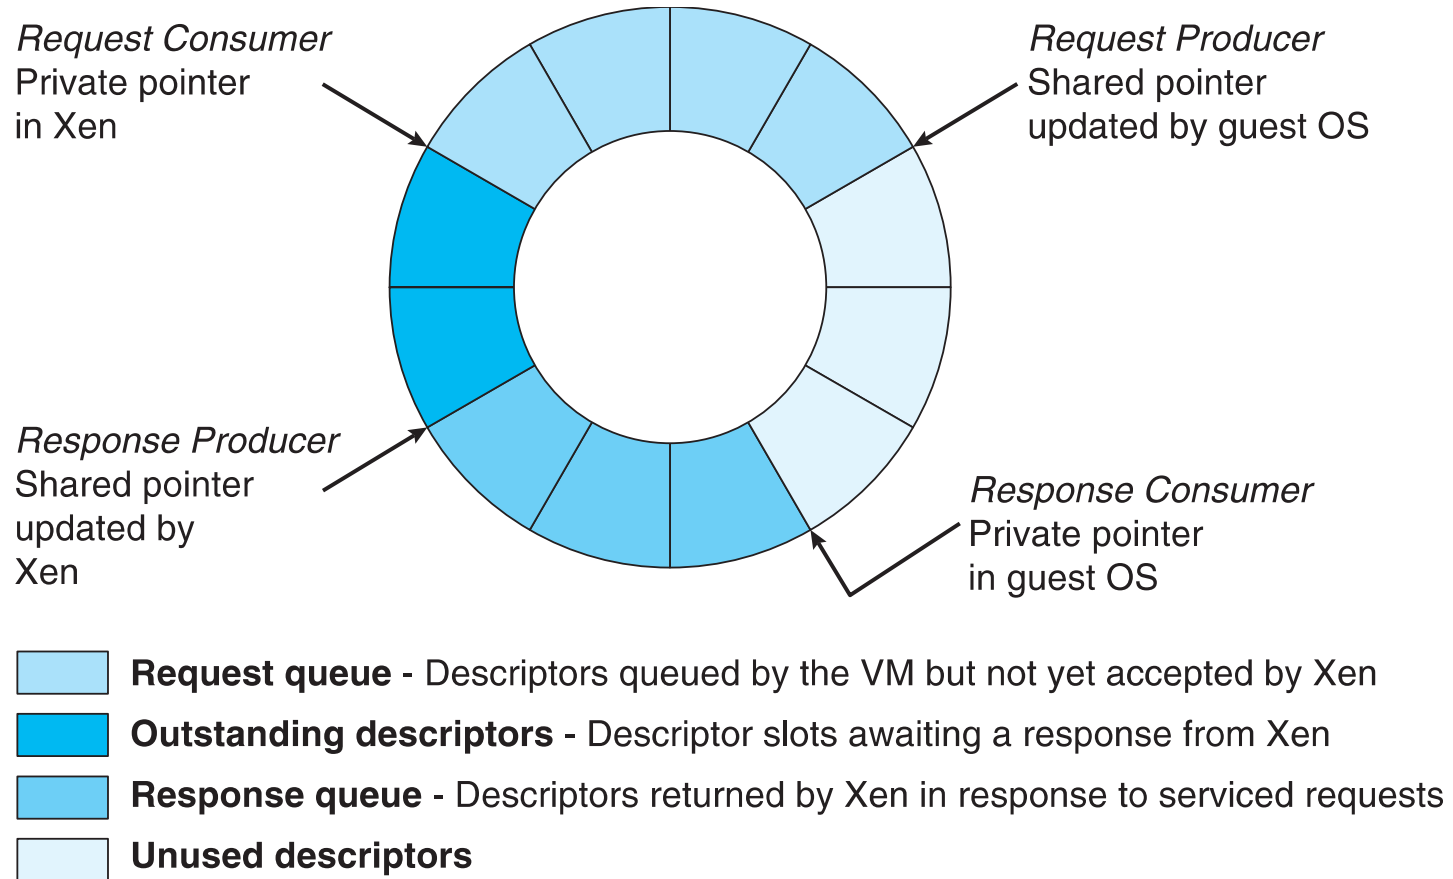 Request Consumer
Private pointer
in Xen
Request Producer
Shared pointer
updated by guest OS
Response Producer
Shared pointer
updated by
Xen
Response Consumer
Private pointer
in guest OS
Request queue - Descriptors queued by the VM but not yet accepted by Xen
Outstanding descriptors - Descriptor slots awaiting a response from Xen
Response queue - Descriptors returned by Xen in response to serviced requests
Unused descriptors